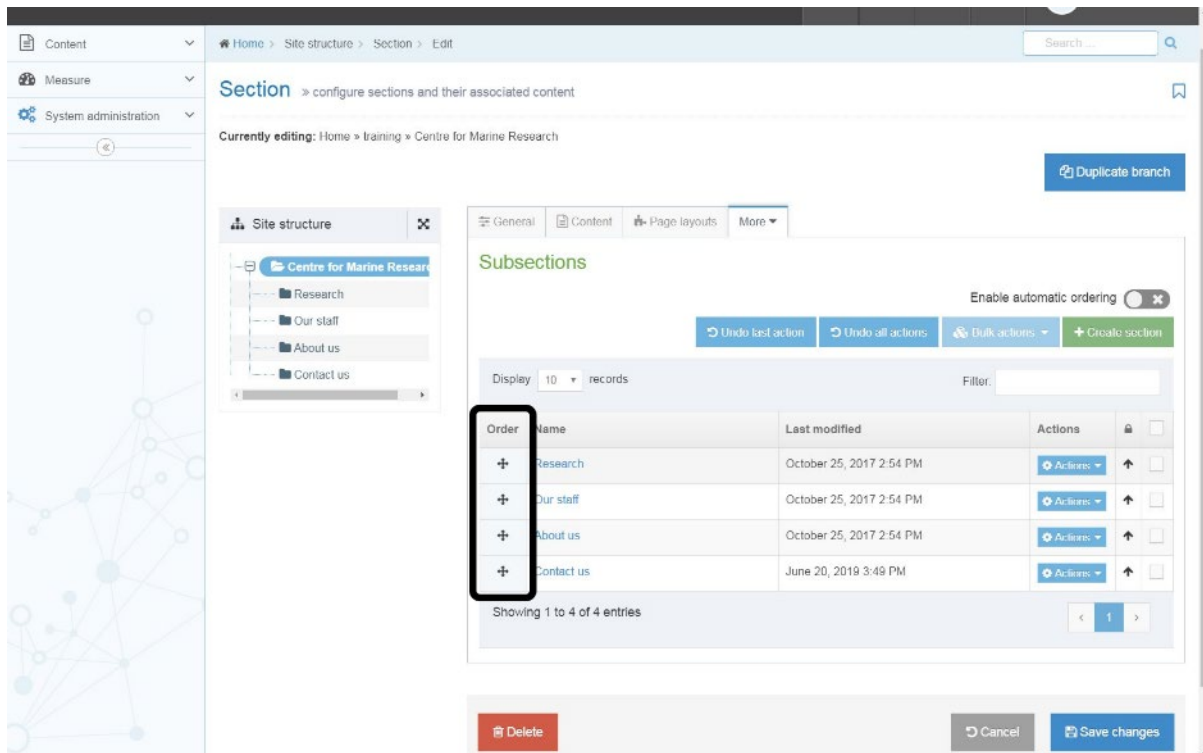 Content
Measure
System administration
Home > Site structure > Section > Edit
Search ...
Section » configure sections and their associated content
Currently editing: Home » training » Centre for Marine Research
Duplicate branch
Site structure
Centre for Marine Resear
Research
Our staff
About us
Contact us
General Content Page layouts More
Subsections
Enable automatic ordering
Undo last action Undo all actions Bulk actions + Create section
Display 10 records Filter:
Order Name Last modified Actions
Research October 25, 2017 2:54 PM Actions
Our staff October 25, 2017 2:54 PM Actions
About us October 25, 2017 2:54 PM Actions
Contact us June 20, 2019 3:49 PM Actions
Showing 1 to 4 of 4 entries < 1 >
Delete Cancel Save changes